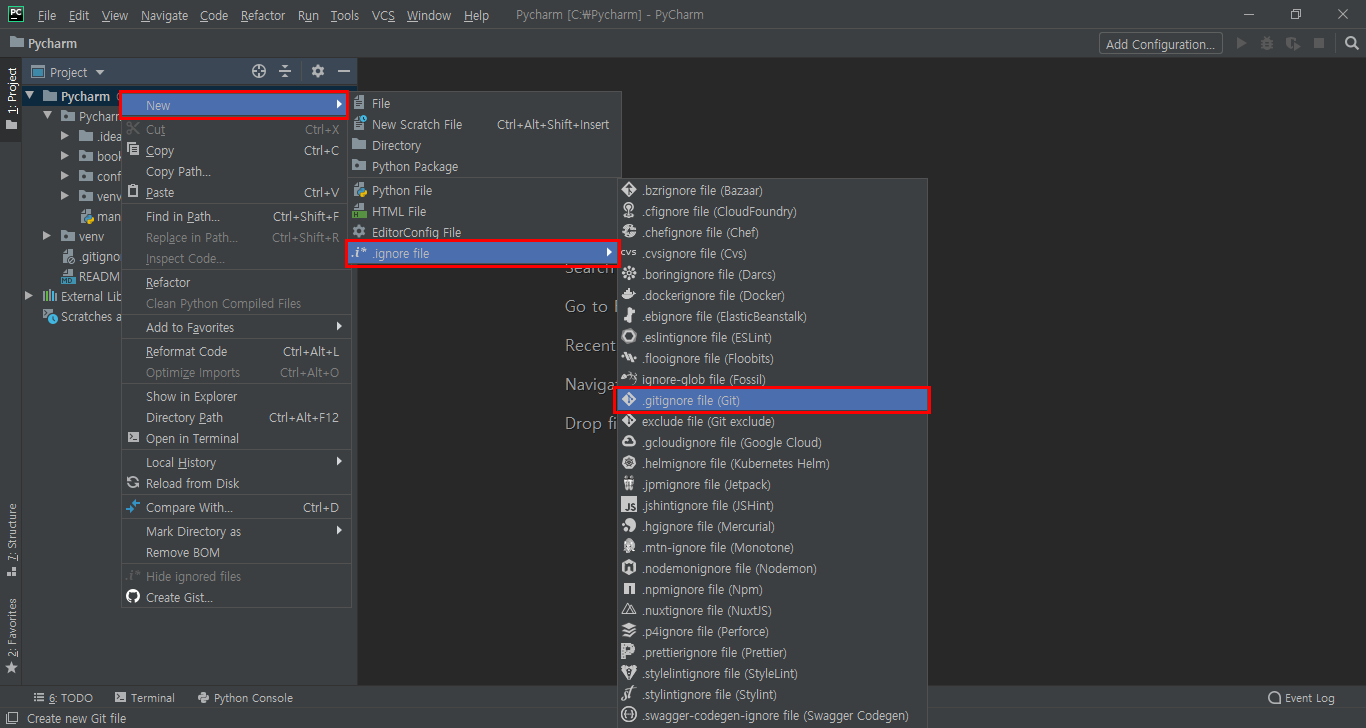 PC File Edit View Navigate Code Refactor Run Tools VCS Window Help Pycharm [C:₩Pycharm] - PyCharm
Pycharm
Add Configuration...
1: Project
Project
Pycharm
Pycharm
.idea
book
conf
venv
man
venv
.gitigno
MD README
External Lib
Scratches a
New
Cut Ctrl+X
Copy Ctrl+C
Copy Path...
Paste Ctrl+V
Find in Path... Ctrl+Shift+F
Replace in Path... Ctrl+Shift+R
Inspect Code...
Refactor
Clean Python Compiled Files
Add to Favorites
Reformat Code Ctrl+Alt+L
Optimize Imports Ctrl+Alt+O
Show in Explorer
Directory Path Ctrl+Alt+F12
Open in Terminal
Local History
Reload from Disk
Compare With... Ctrl+D
Mark Directory as
Remove BOM
.i* Hide ignored files
Create Gist...
File
New Scratch File Ctrl+Alt+Shift+Insert
Directory
Python Package
Python File
H HTML File
EditorConfig File
.i* .ignore file
Search
Go to
Recent
Naviga
Drop fi
.bzrignore file (Bazaar)
.cfignore file (CloudFoundry)
.chefignore file (Chef)
cvs .cvsignore file (Cvs)
.boringignore file (Darcs)
.dockerignore file (Docker)
.ebignore file (ElasticBeanstalk)
.eslintignore file (ESLint)
.flooignore file (Floobits)
ignore-glob file (Fossil)
.gitignore file (Git)
exclude file (Git exclude)
.gcloudignore file (Google Cloud)
.helmignore file (Kubernetes Helm)
.jpmignore file (Jetpack)
JS .jshintignore file (JSHint)
.hgignore file (Mercurial)
.mtn-ignore file (Monotone)
.nodemonignore file (Nodemon)
.npmignore file (Npm)
.nuxtignore file (NuxtJS)
.p4ignore file (Perforce)
.prettierignore file (Prettier)
.stylelintignore file (StyleLint)
.stylintignore file (Stylint)
.swagger-codegen-ignore file (Swagger Codegen)
7: Structure
2: Favorites
6: TODO Terminal Python Console
Event Log
Create new Git file